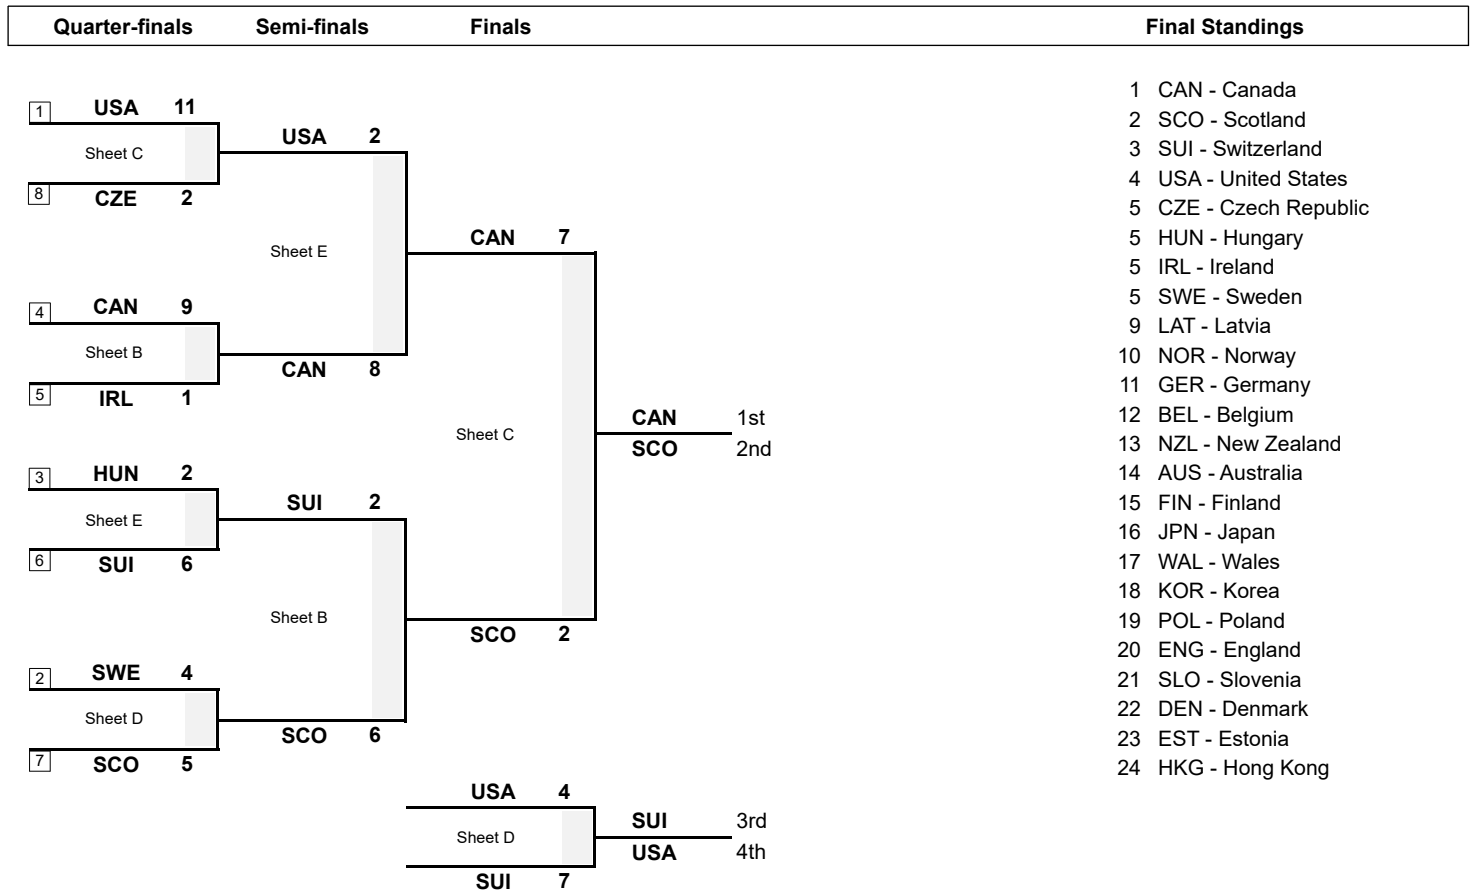 Quarter-finals Semi-finals Finals Final Standings
1 USA 11
Sheet C
8 CZE 2
USA 2
Sheet E
CAN 8
4 CAN 9
Sheet B
5 IRL 1
CAN 7
Sheet C
SCO 2
CAN 1st
SCO 2nd
3 HUN 2
Sheet E
6 SUI 6
SUI 2
Sheet B
SCO 6
2 SWE 4
Sheet D
7 SCO 5
USA 4
Sheet D
SUI 7
SUI 3rd
USA 4th
1 CAN - Canada
2 SCO - Scotland
3 SUI - Switzerland
4 USA - United States
5 CZE - Czech Republic
5 HUN - Hungary
5 IRL - Ireland
5 SWE - Sweden
9 LAT - Latvia
10 NOR - Norway
11 GER - Germany
12 BEL - Belgium
13 NZL - New Zealand
14 AUS - Australia
15 FIN - Finland
16 JPN - Japan
17 WAL - Wales
18 KOR - Korea
19 POL - Poland
20 ENG - England
21 SLO - Slovenia
22 DEN - Denmark
23 EST - Estonia
24 HKG - Hong Kong